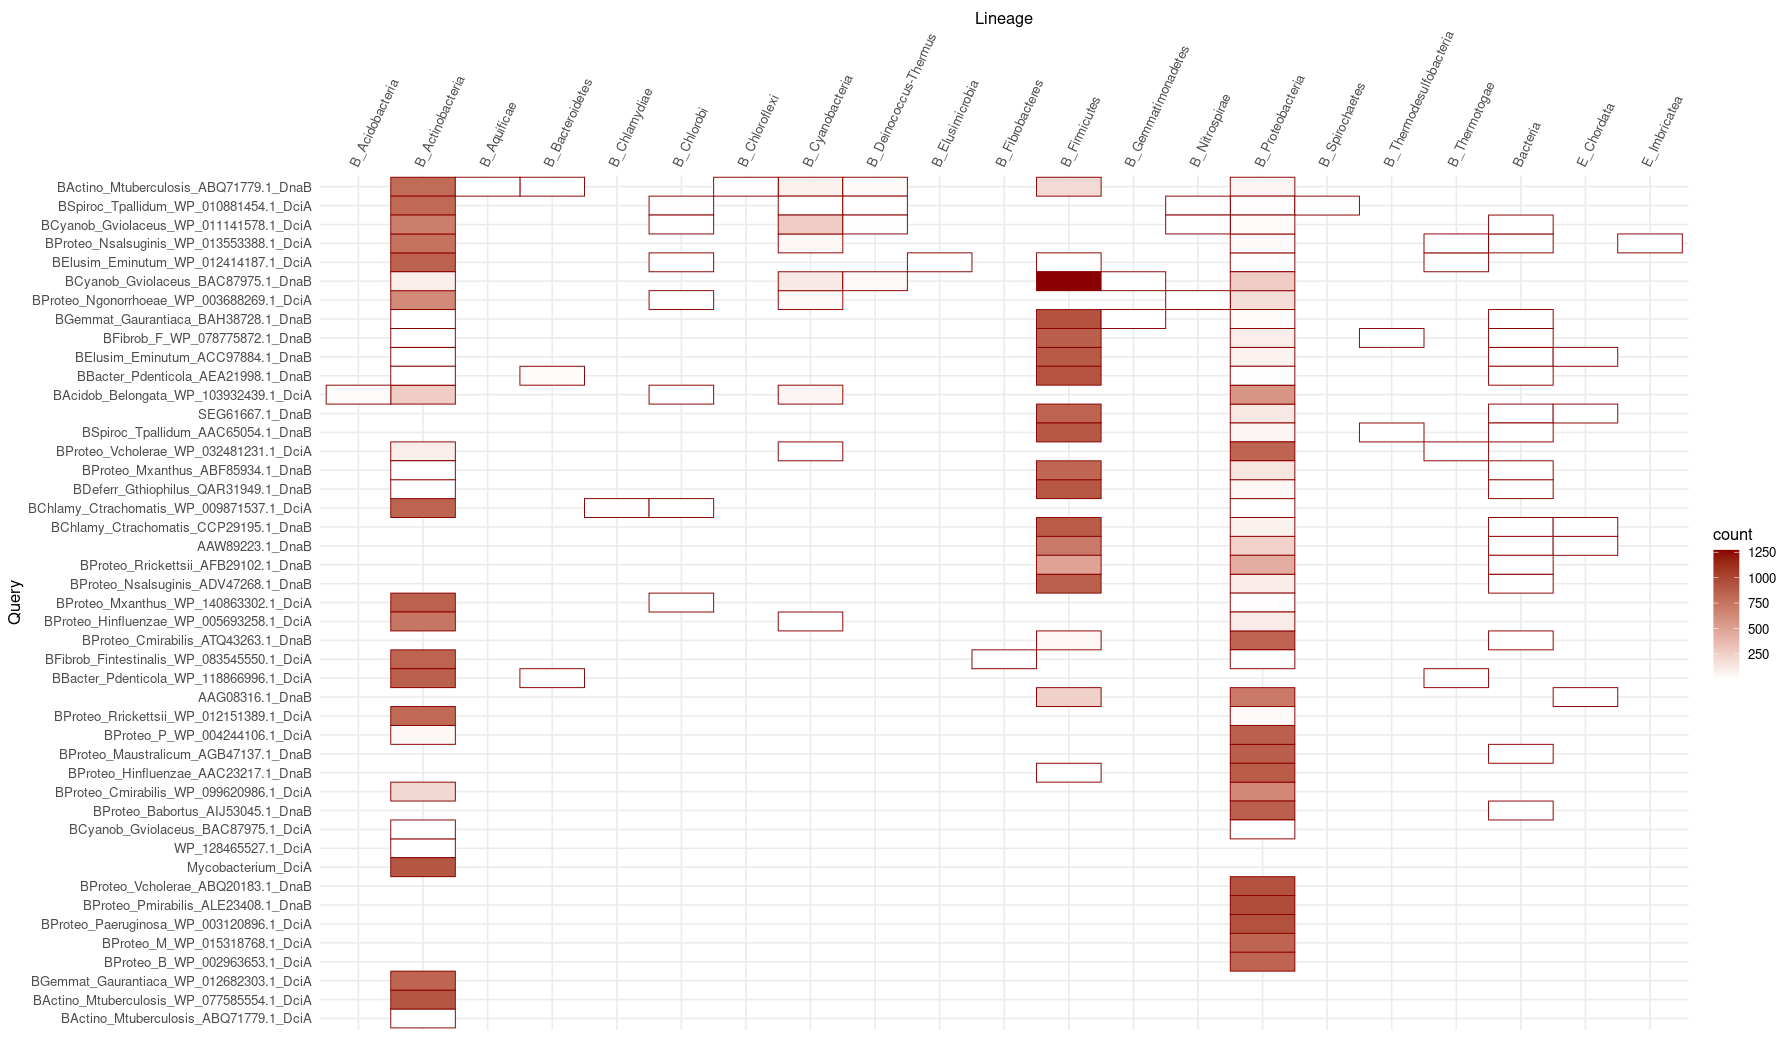 Lineage
B_Acidobacteria
B_Actinobacteria
B_Aquificae
B_Bacteroidetes
B_Chlamydiae
B_Chlorobi
B_Chloroflexi
B_Cyanobacteria
B_Deinococcus-Thermus
B_Elusimicrobia
B_Fibrobacteres
B_Firmicutes
B_Gemmatimonadetes
B_Nitrospirae
B_Proteobacteria
B_Spirochaetes
B_Thermodesulfobacteria
B_Thermotogae
Bacteria
E_Chordata
E_Imbricatea
Query
BActino_Mtuberculosis_ABQ71779.1_DnaB
BSpiroc_Tpallidum_WP_010881454.1_DciA
BCyanob_Gviolaceus_WP_011141578.1_DciA
BProteo_Nsalsuginis_WP_013553388.1_DciA
BElusim_Eminutum_WP_012414187.1_DciA
BCyanob_Gviolaceus_BAC87975.1_DnaB
BProteo_Ngonorrhoeae_WP_003688269.1_DciA
BGemmat_Gaurantiaca_BAH38728.1_DnaB
BFibrob_F_WP_078775872.1_DnaB
BElusim_Eminutum_ACC97884.1_DnaB
BBacter_Pdenticola_AEA21998.1_DnaB
BAcidob_Belongata_WP_103932439.1_DciA
SEG61667.1_DnaB
BSpiroc_Tpallidum_AAC65054.1_DnaB
BProteo_Vcholerae_WP_032481231.1_DciA
BProteo_Mxanthus_ABF85934.1_DnaB
BDeferr_Gthiophilus_QAR31949.1_DnaB
BChlamy_Ctrachomatis_WP_009871537.1_DciA
BChlamy_Ctrachomatis_CCP29195.1_DnaB
AAW89223.1_DnaB
BProteo_Rrickettsii_AFB29102.1_DnaB
BProteo_Nsalsuginis_ADV47268.1_DnaB
BProteo_Mxanthus_WP_140863302.1_DciA
BProteo_Hinfluenzae_WP_005693258.1_DciA
BProteo_Cmirabilis_ATQ43263.1_DnaB
BFibrob_Fintestinalis_WP_083545550.1_DciA
BBacter_Pdenticola_WP_118866996.1_DciA
AAG08316.1_DnaB
BProteo_Rrickettsii_WP_012151389.1_DciA
BProteo_P_WP_004244106.1_DciA
BProteo_Maustralicum_AGB47137.1_DnaB
BProteo_Hinfluenzae_AAC23217.1_DnaB
BProteo_Cmirabilis_WP_099620986.1_DciA
BProteo_Babortus_AIJ53045.1_DnaB
BCyanob_Gviolaceus_BAC87975.1_DciA
WP_128465527.1_DciA
Mycobacterium_DciA
BProteo_Vcholerae_ABQ20183.1_DnaB
BProteo_Pmirabilis_ALE23408.1_DnaB
BProteo_Paeruginosa_WP_003120896.1_DciA
BProteo_M_WP_015318768.1_DciA
BProteo_B_WP_002963653.1_DciA
BGemmat_Gaurantiaca_WP_012682303.1_DciA
BActino_Mtuberculosis_WP_077585554.1_DciA
BActino_Mtuberculosis_ABQ71779.1_DciA
count
1250
1000
750
500
250